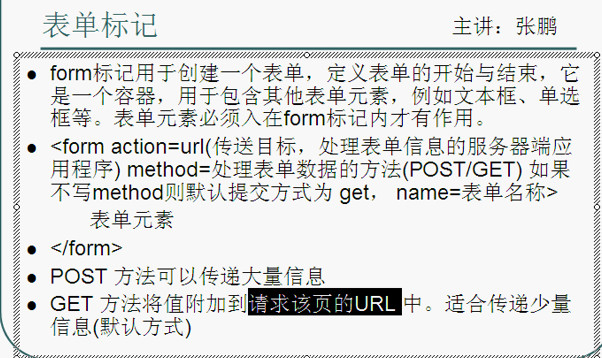 表单标记
主讲：张鹏
form标记用于创建一个表单，定义表单的开始与结束，它
是一个容器，用于包含其他表单元素，例如文本框、单选
框等。表单元素必须入在form标记内才有作用。
<form action=url(传送目标，处理表单信息的服务器端应
用程序) method=处理表单数据的方法(POST/GET) 如果
不写method则默认提交方式为 get， name=表单名称>
表单元素
</form>
POST 方法可以传递大量信息
GET 方法将值附加到请求该页的URL 中。适合传递少量
信息(默认方式)